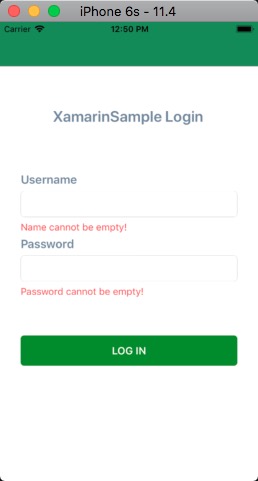 iPhone 6s - 11.4
Carrier 12:50 PM
XamarinSample Login
Username
Name cannot be empty!
Password
Password cannot be empty!
LOG IN